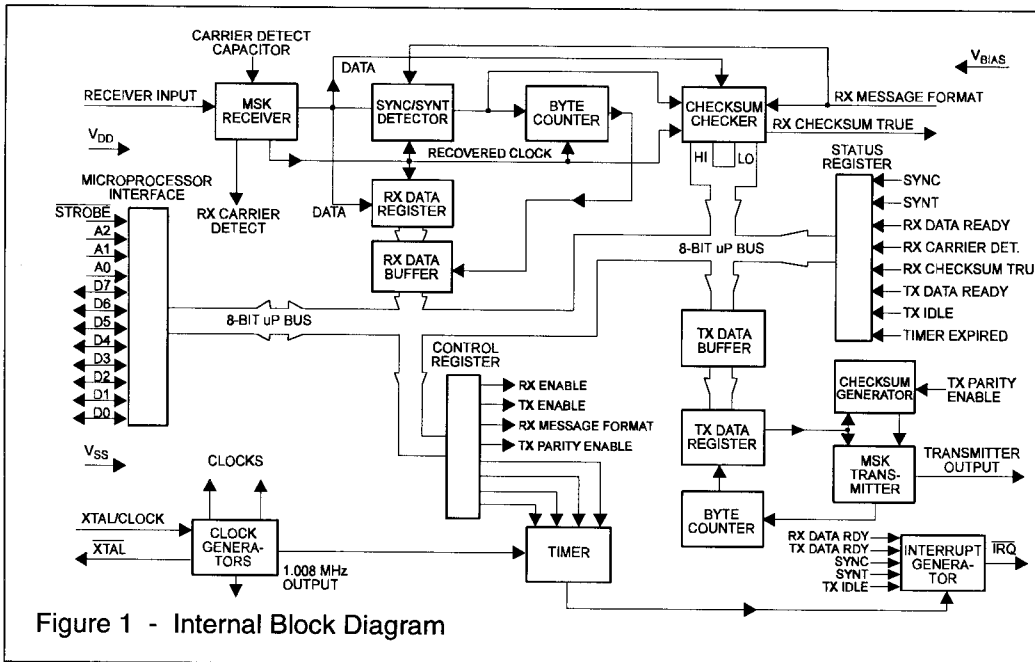 CARRIER DETECT
CAPACITOR
RECEIVER INPUT
MSK
RECEIVER
DATA
SYNC/SYNT
DETECTOR
BYTE
COUNTER
CHECKSUM
CHECKER
VBIAS
RX MESSAGE FORMAT
RX CHECKSUM TRUE
VDD
RECOVERED CLOCK
HI
LO
STATUS
REGISTER
MICROPROCESSOR
INTERFACE
RX CARRIER
DETECT
DATA
RX DATA
REGISTER
RX DATA
BUFFER
STROBE
A2
A1
A0
D7
D6
D5
D4
D3
D2
D1
D0
8-BIT uP BUS
8-BIT uP BUS
SYNC
SYNT
RX DATA READY
RX CARRIER DET.
RX CHECKSUM TRU
TX DATA READY
TX IDLE
TIMER EXPIRED
CONTROL
REGISTER
RX ENABLE
TX ENABLE
RX MESSAGE FORMAT
TX PARITY ENABLE
TX DATA
BUFFER
TX DATA
REGISTER
CHECKSUM
GENERATOR
TX PARITY
ENABLE
MSK
TRANS-
MITTER
TRANSMITTER
OUTPUT
BYTE
COUNTER
VSS
CLOCKS
XTAL/CLOCK
XTAL
CLOCK
GENERA-
TORS
1.008 MHz
OUTPUT
TIMER
RX DATA RDY
TX DATA RDY
SYNC
SYNT
TX IDLE
INTERRUPT
GENERA-
TOR
IRQ
Figure 1 - Internal Block Diagram